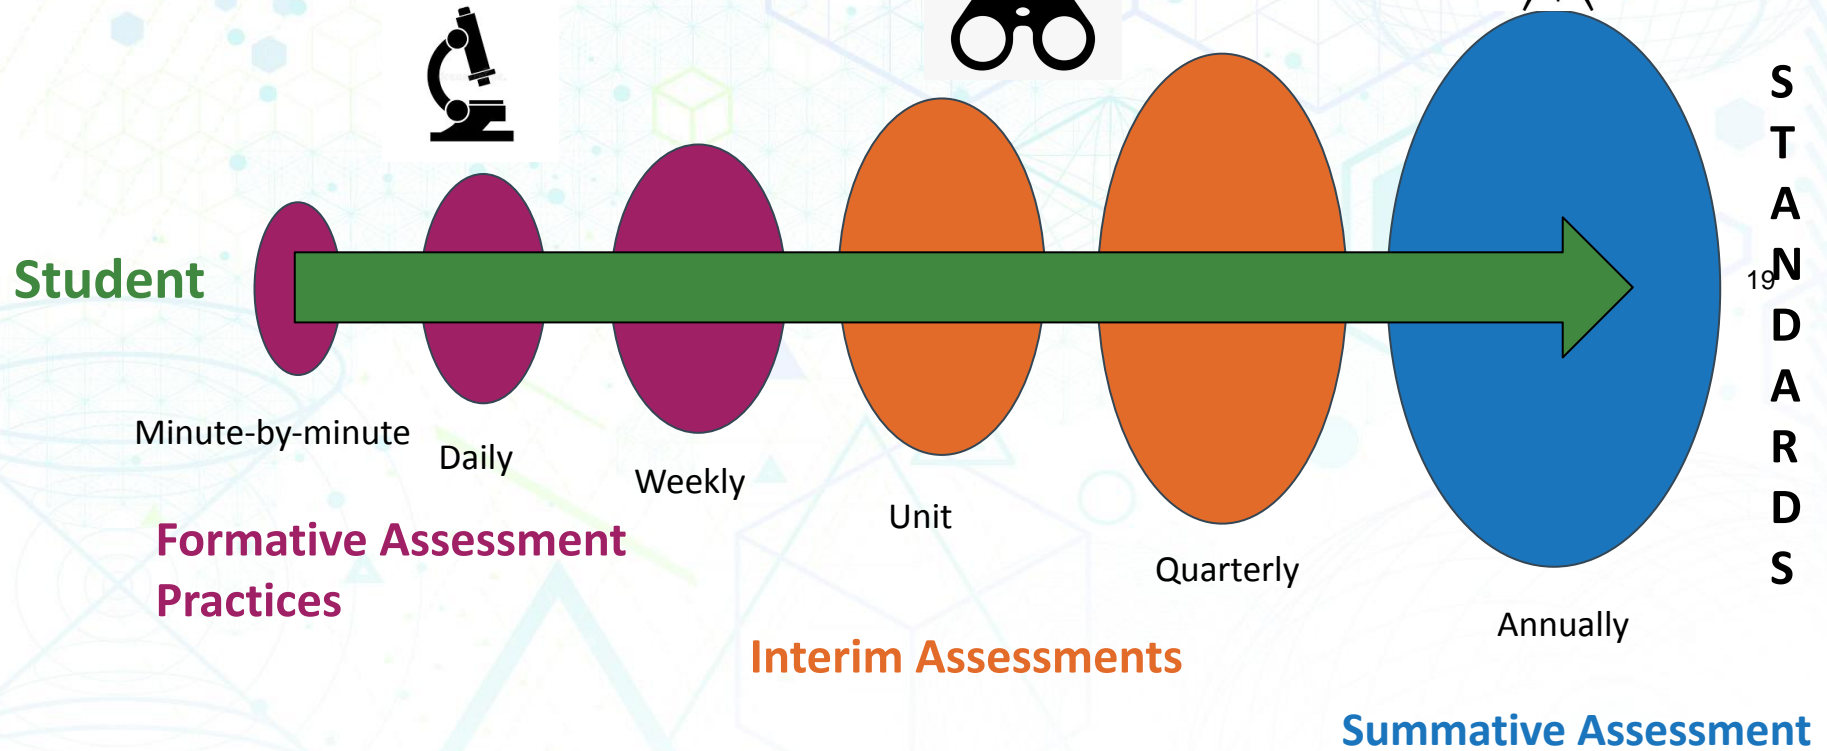 Student
Minute-by-minute
Daily
Weekly
Unit
Quarterly
Annually
Formative Assessment
Practices
Interim Assessments
Summative Assessment
S
T
A
N
D
A
R
D
S
19